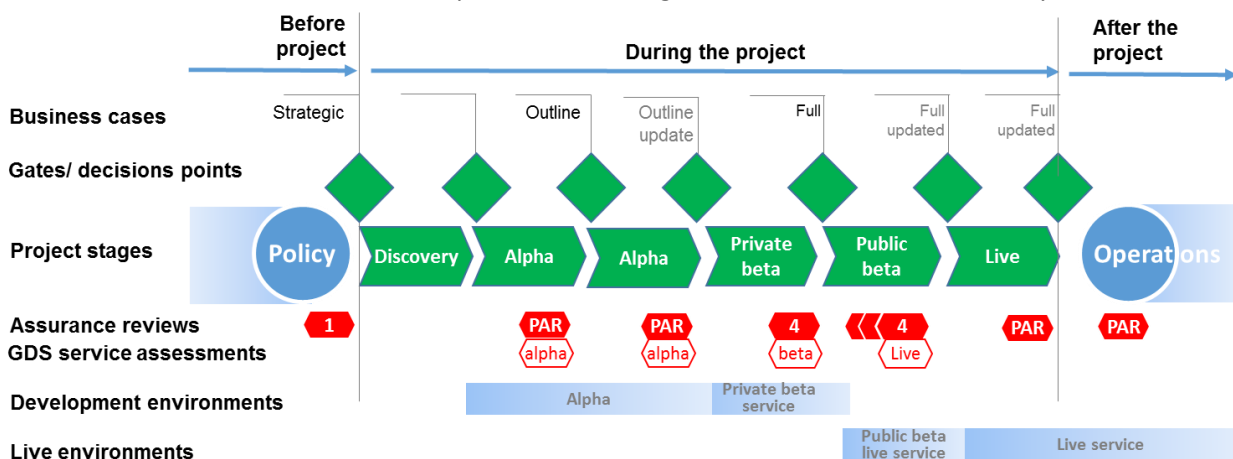 Before
project
During the project
After the
project
Business cases
Strategic
Outline
Outline
update
Full
Full
updated
Full
updated
Gates/ decisions points
Project stages
Policy
Discovery
Alpha
Alpha
Private
beta
Public
beta
Live
Operations
Assurance reviews
1
PAR
PAR
4
4
PAR
PAR
GDS service assessments
alpha
alpha
beta
Live
Development environments
Alpha
Private beta
service
Live environments
Public beta
live service
Live service